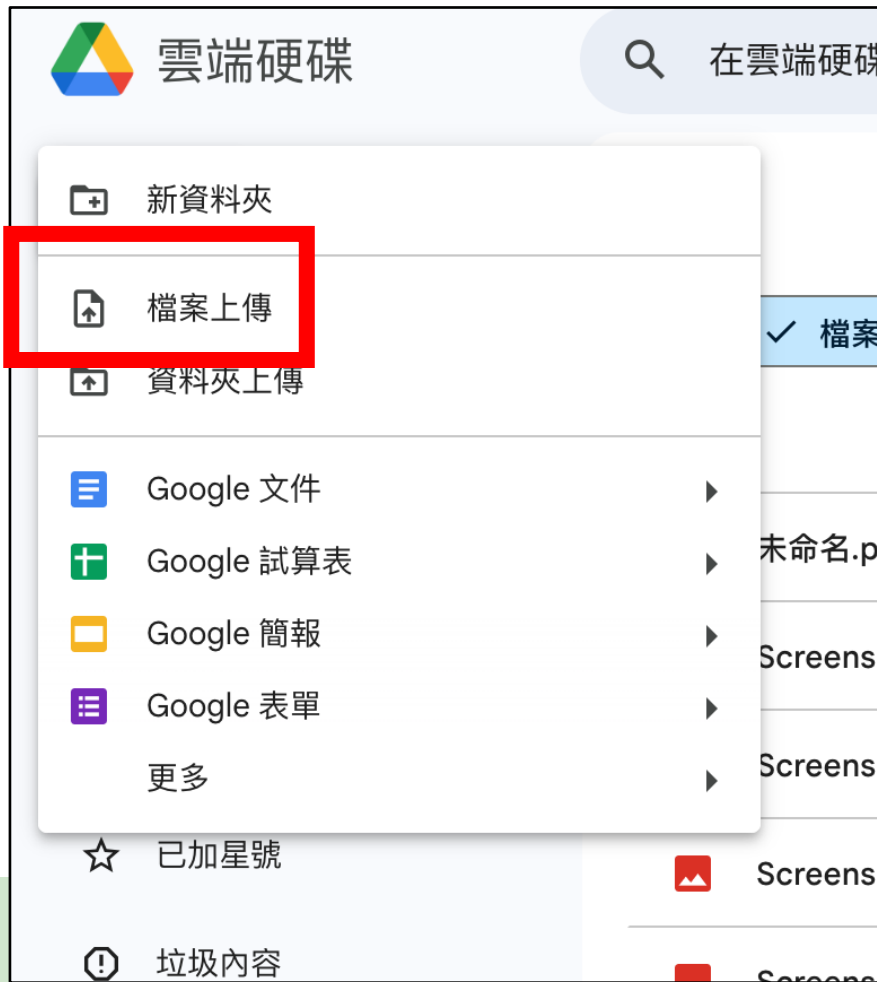 雲端硬碟
在雲端硬碟
新資料夾
檔案上傳
檔案
資料夾上傳
Google 文件
Google 試算表
未命名.p
Google 簡報
Screens
Google 表單
更多
Screens
已加星號
Screens
垃圾內容
Screens